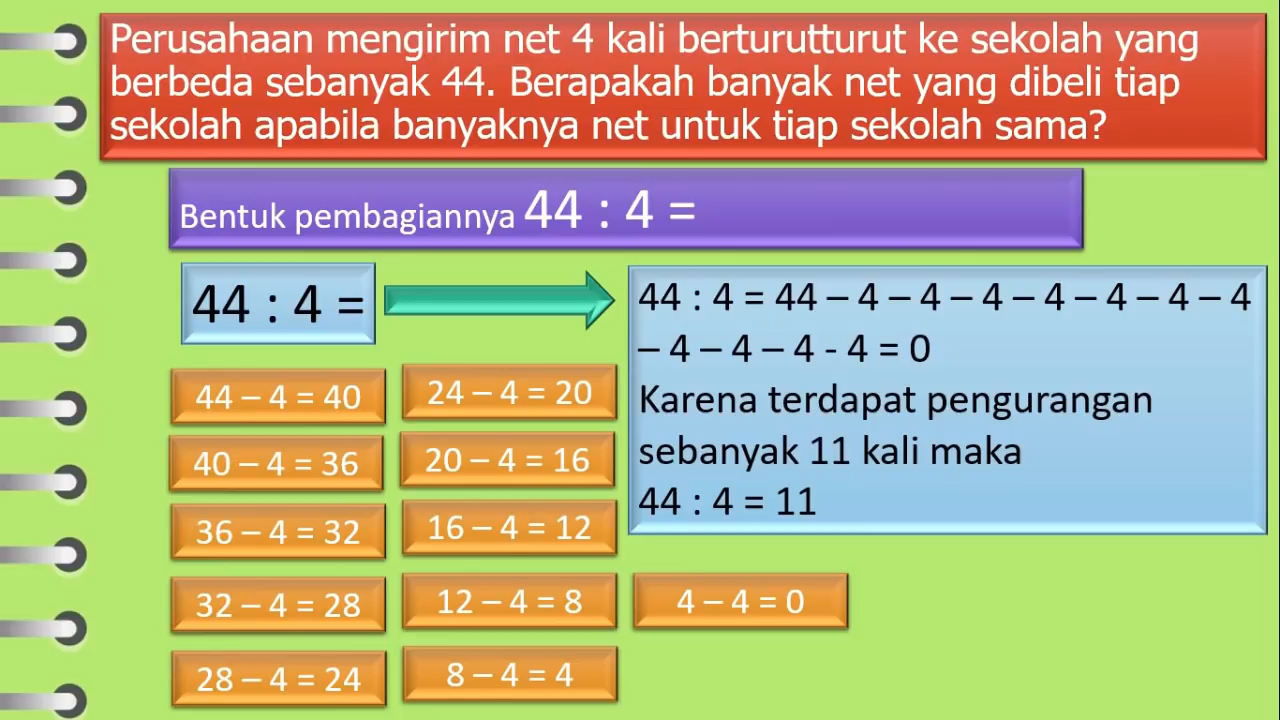 Perusahaan mengirim net 4 kali berturutturut ke sekolah yang
berbeda sebanyak 44. Berapakah banyak net yang dibeli tiap
sekolah apabila banyaknya net untuk tiap sekolah sama?
Bentuk pembagiannya 44 : 4 =
44 : 4 =
44 : 4 = 44 – 4 – 4 – 4 – 4 – 4 – 4 – 4
– 4 – 4 – 4 - 4 = 0
Karena terdapat pengurangan
sebanyak 11 kali maka
44 : 4 = 11
44 – 4 = 40
40 – 4 = 36
36 – 4 = 32
32 – 4 = 28
28 – 4 = 24
24 – 4 = 20
20 – 4 = 16
16 – 4 = 12
12 – 4 = 8
8 – 4 = 4
4 – 4 = 0